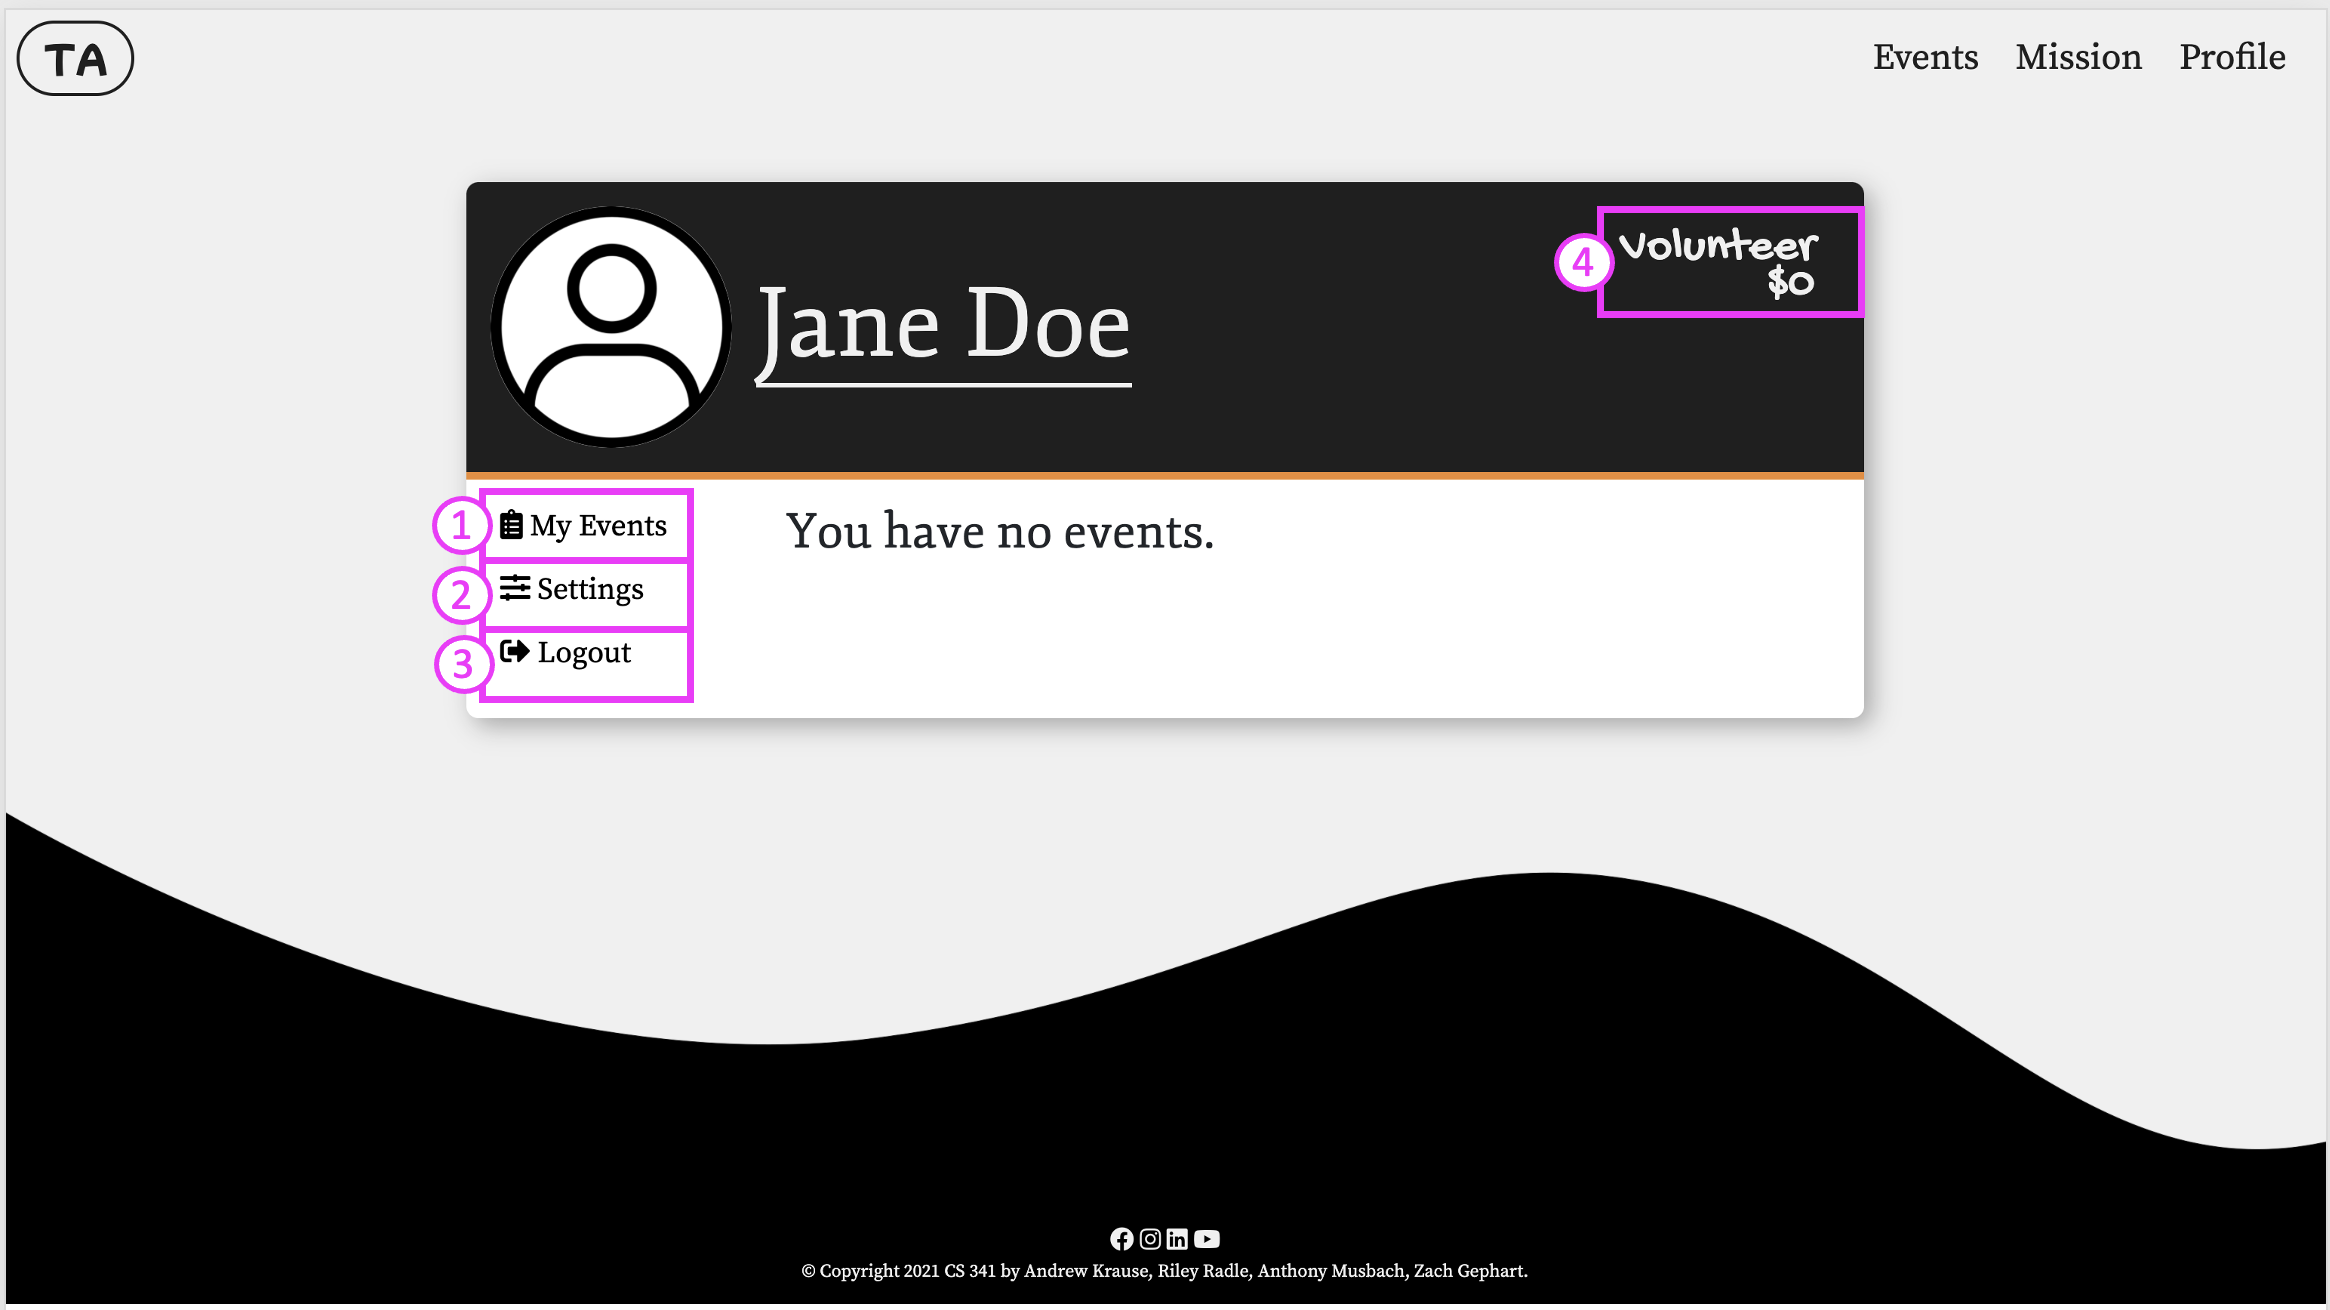 TA
Events Mission Profile
4 Volunteer
$0
Jane Doe
1 My Events
You have no events.
2 Settings
3 Logout
© Copyright 2021 CS 341 by Andrew Krause, Riley Radle, Anthony Musbach, Zach Gephart.